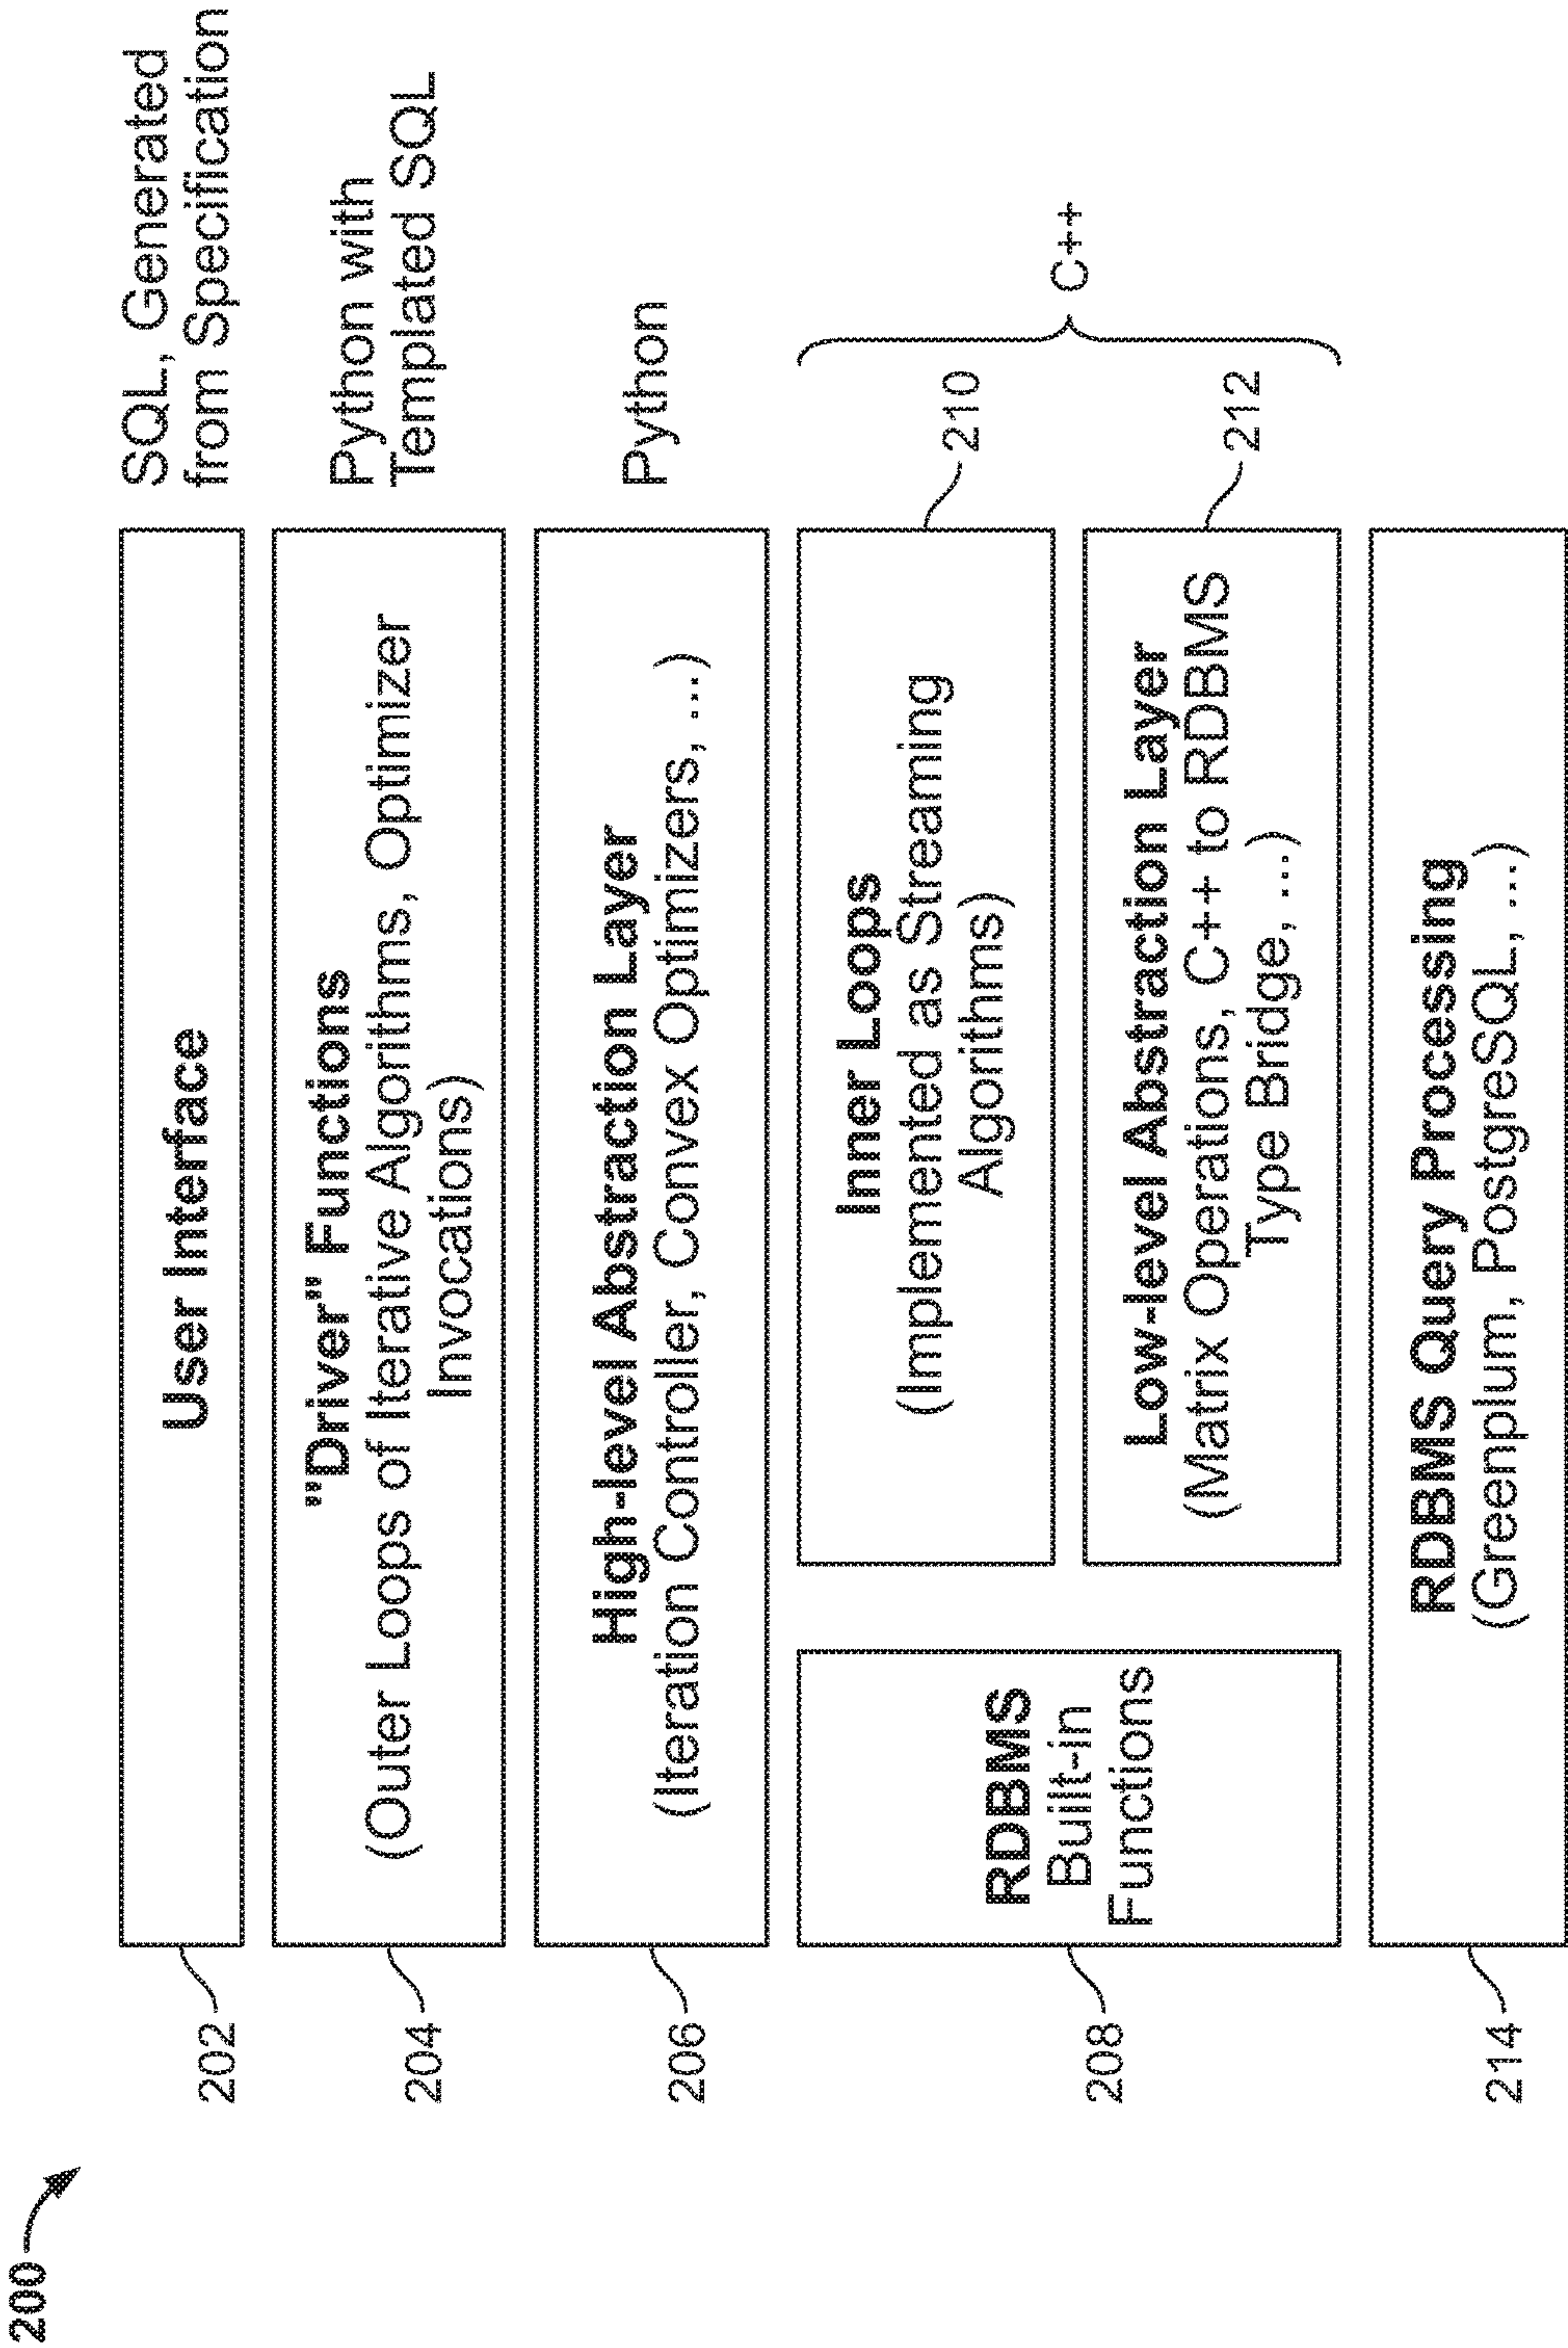 200
202
User Interface
SQL, Generated
from Specification
204
"Driver" Functions
(Outer Loops of Iterative Algorithms, Optimizer
Invocations)
Python with
Templated SQL
206
High-level Abstraction Layer
(Iteration Controller, Convex Optimizers, ...)
Python
208
RDBMS
Built-in
Functions
Inner Loops
(Implemented as Streaming
Algorithms)
210
Low-level Abstraction Layer
(Matrix Operations, C++ to RDBMS
Type Bridge, ...)
212
C++
214
RDBMS Query Processing
(Greenplum, PostgreSQL, ...)